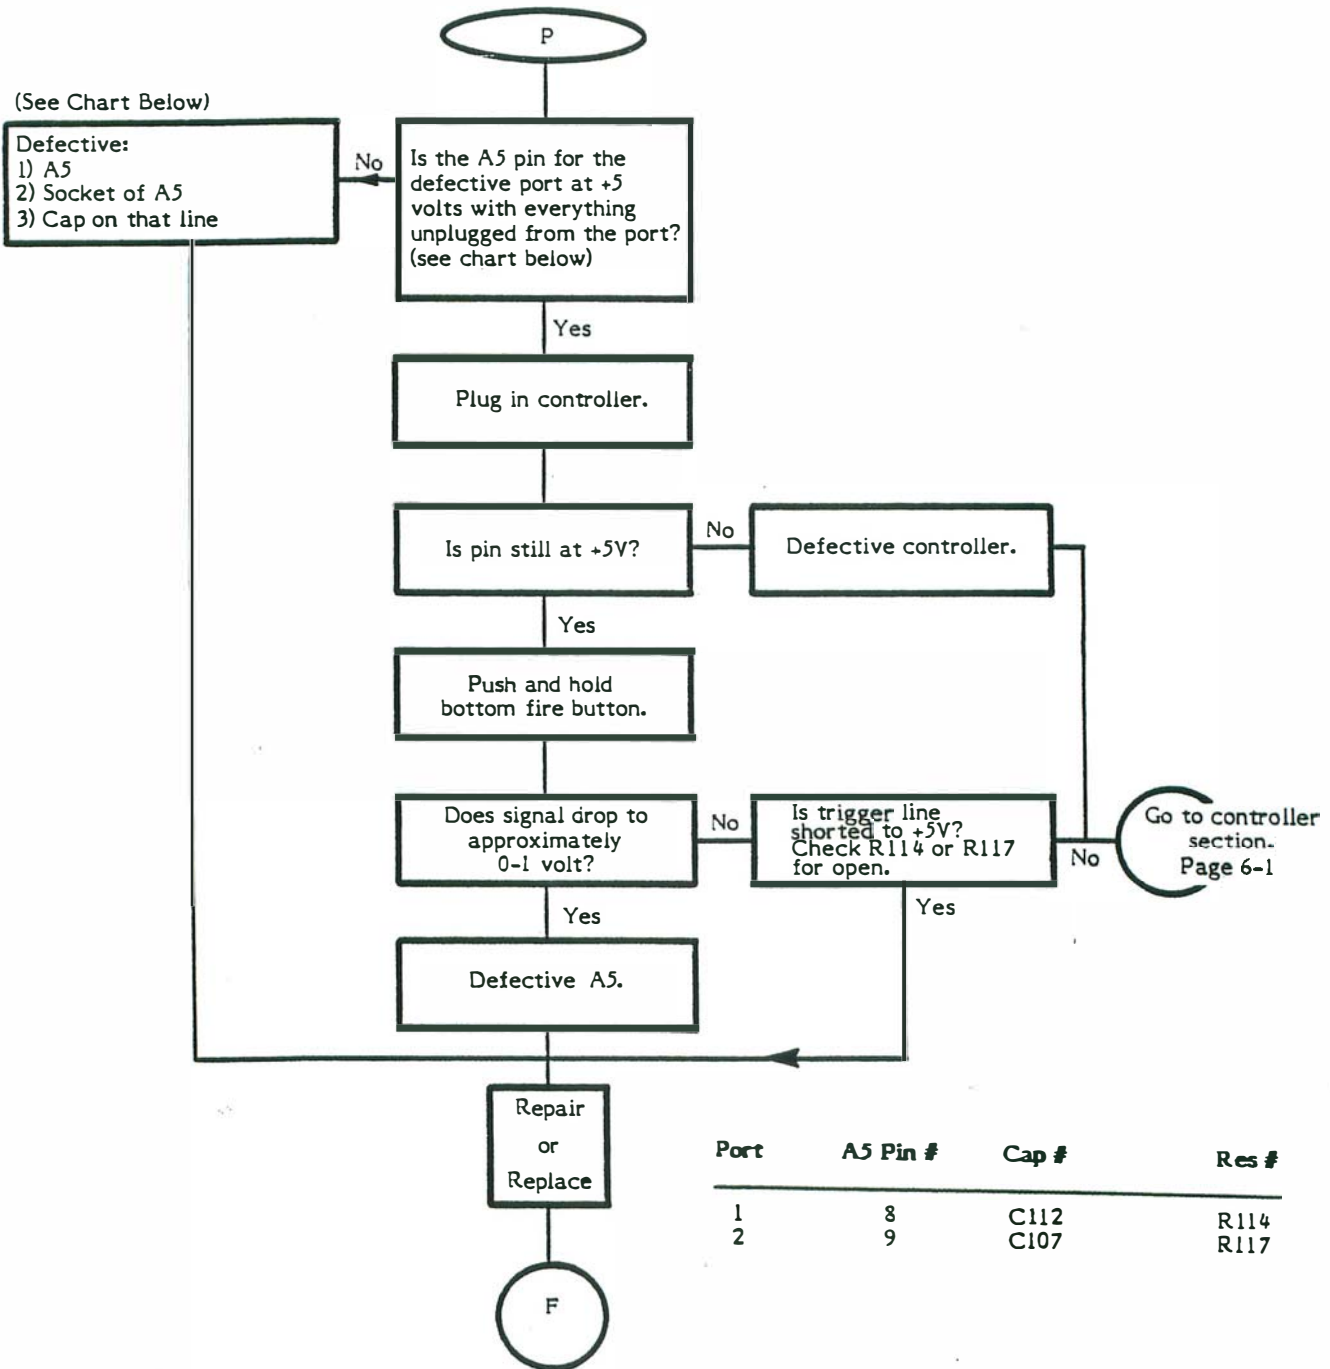 P
(See Chart Below)
Defective:
1) A5
2) Socket of A5
3) Cap on that line
No
Is the A5 pin for the
defective port at +5
volts with everything
unplugged from the port?
(see chart below)
Yes
Plug in controller.
Is pin still at +5V?
No
Defective controller.
Yes
Push and hold
bottom fire button.
Does signal drop to
approximately
0-1 volt?
No
Is trigger line
shorted to +5V?
Check R114 or R117
for open.
No
Go to controller
section.
Page 6-1
Yes
Yes
Defective A5.
Repair
or
Replace
F
Port A5 Pin # Cap # Res #
1 8 C112 R114
2 9 C107 R117